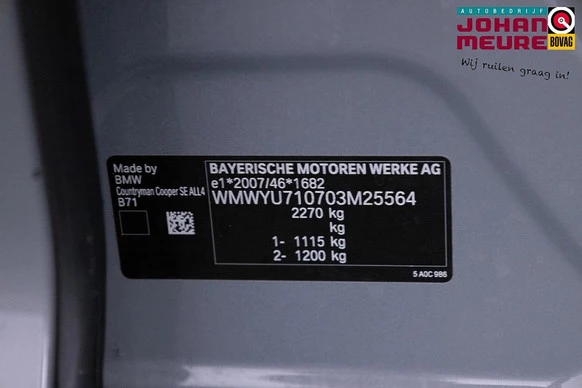 AUTOBEDRIJF
JOHAN
MEURE
BOVAG
Wij ruilen graag in!
Made by
BMW
Countryman Cooper SE ALL4
B71
BAYERISCHE MOTOREN WERKE AG
e1*2007/46*1682
WMWYU710703M25564
2270 kg
kg
1- 1115 kg
2- 1200 kg
5 A0C 986